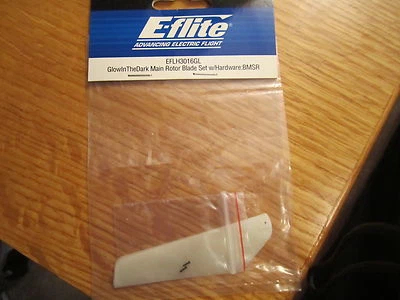 E-flite
ADVANCING ELECTRIC FLIGHT
EFLH3016GL
GlowInTheDark Main Rotor Blade Set w/Hardware:BMSR